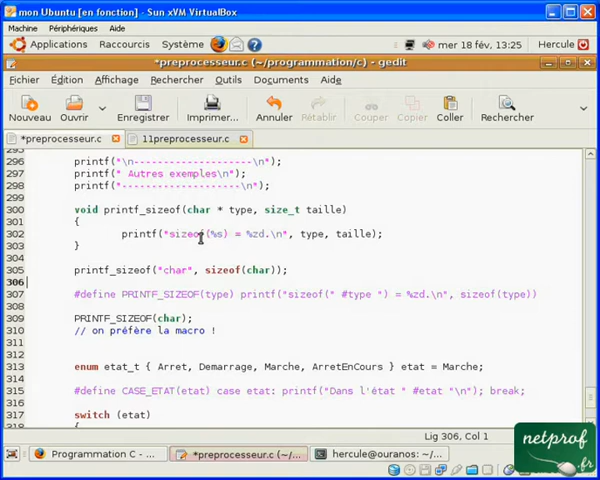 mon Ubuntu [en fonction] - Sun xVM VirtualBox
Machine Périphériques Aide
Applications Raccourcis Système mer 18 fév, 13:25 Hercule
*preprocesseur.c (~/programmation/c) - gedit
Fichier Édition Affichage Rechercher Outils Documents Aide
Nouveau Ouvrir Enregistrer Imprimer... Annuler Rétablir Couper Copier Coller Rechercher
*preprocesseur.c 11preprocesseur.c
295
296 printf("\n--------------------\n");
297 printf(" Autres exemples\n");
298 printf("--------------------\n");
299
300 void printf_sizeof(char * type, size_t taille)
301 {
302 printf("sizeof(%s) = %zd.\n", type, taille);
303 }
304
305 printf_sizeof("char", sizeof(char));
306
307 #define PRINTF_SIZEOF(type) printf("sizeof(" #type ") = %zd.\n", sizeof(type))
308
309 PRINTF_SIZEOF(char);
310 // on préfère la macro !
311
312
313 enum etat_t { Arret, Demarrage, Marche, ArretEnCours } etat = Marche;
314
315 #define CASE_ETAT(etat) case etat: printf("Dans l'état " #etat "\n"); break;
316
317 switch (etat)
318 {
Lig 306, Col 1
Programmation C - ... *preprocesseur.c (~/... hercule@ouranos: ~/...
netprof
.fr